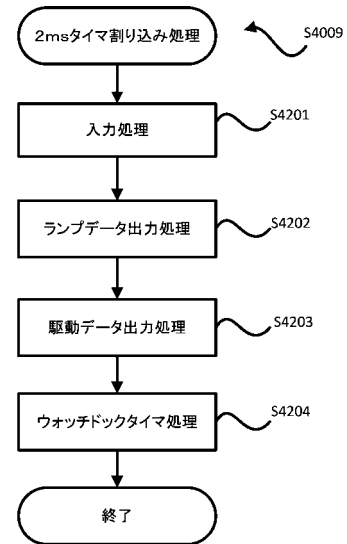 2msタイマ割り込み処理
S4009
入力処理
S4201
ランプデータ出力処理
S4202
駆動データ出力処理
S4203
ウォッチドックタイマ処理
S4204
終了